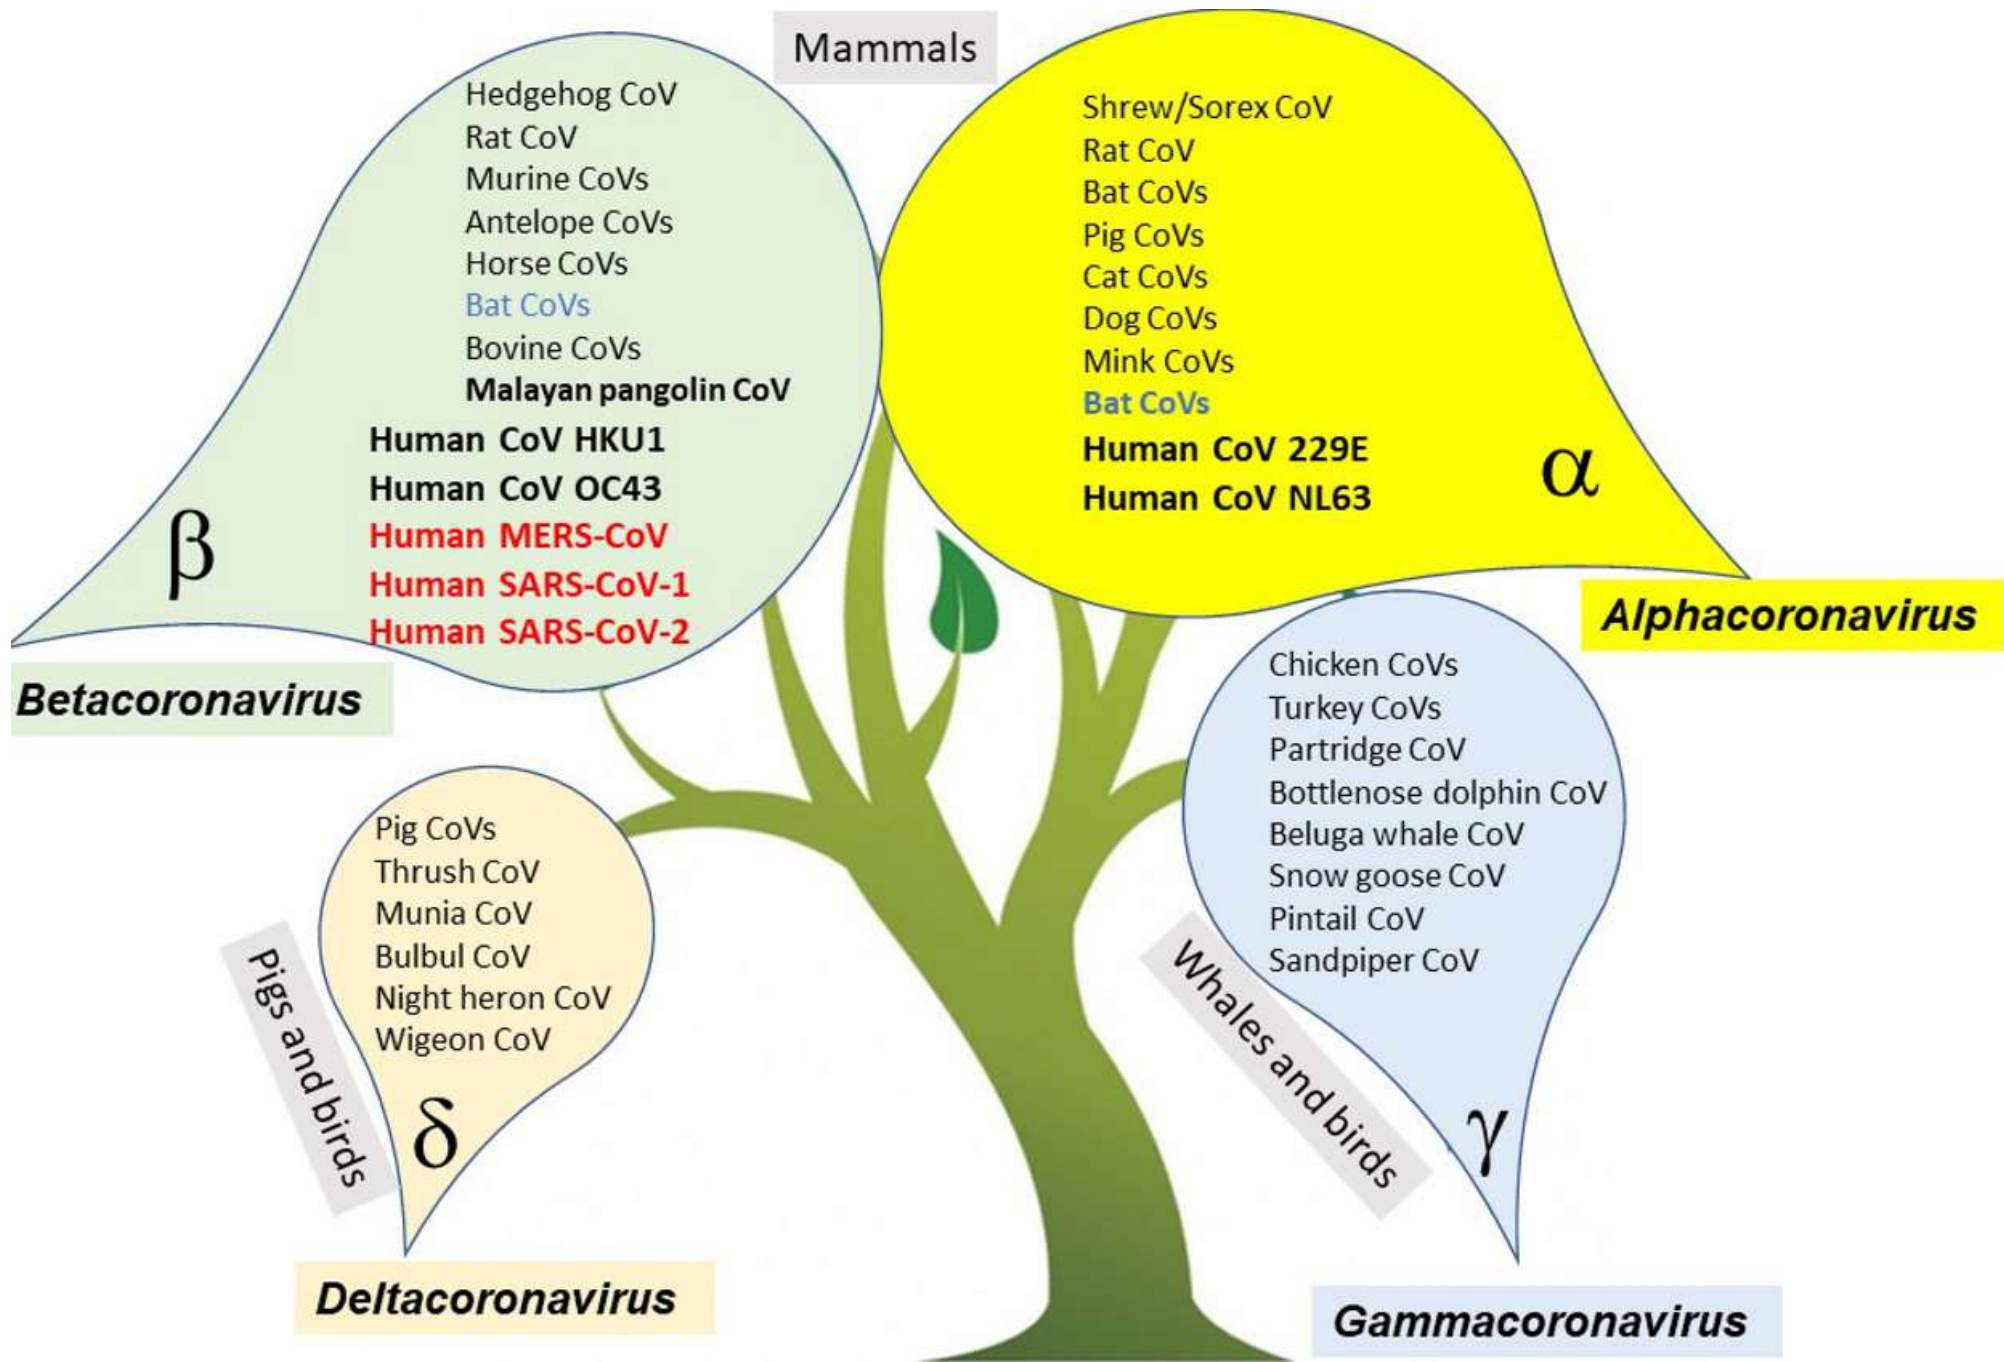 Mammals
Hedgehog CoV
Rat CoV
Murine CoVs
Antelope CoVs
Horse CoVs
Bat CoVs
Bovine CoVs
Malayan pangolin CoV
Human CoV HKU1
Human CoV OC43
Human MERS-CoV
Human SARS-CoV-1
Human SARS-CoV-2
β
Betacoronavirus
Shrew/Sorex CoV
Rat CoV
Bat CoVs
Pig CoVs
Cat CoVs
Dog CoVs
Mink CoVs
Bat CoVs
Human CoV 229E
Human CoV NL63
α
Alphacoronavirus
Pig CoVs
Thrush CoV
Munia CoV
Bulbul CoV
Night heron CoV
Wigeon CoV
δ
Pigs and birds
Deltacoronavirus
Chicken CoVs
Turkey CoVs
Partridge CoV
Bottlenose dolphin CoV
Beluga whale CoV
Snow goose CoV
Pintail CoV
Sandpiper CoV
γ
Whales and birds
Gammacoronavirus